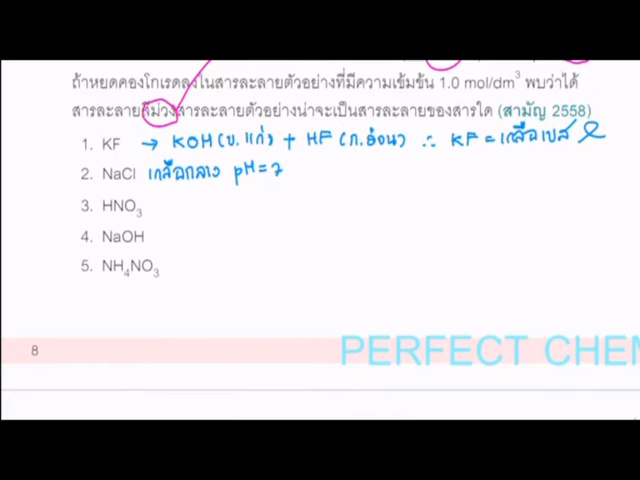 ถ้าหยดคองโกเรดลงในสารละลายตัวอย่างที่มีความเข้มข้น 1.0 mol/dm³ พบว่าได้
สารละลายสีม่วงสารละลายตัวอย่างน่าจะเป็นสารละลายของสารใด (สามัญ 2558)
1. KF → KOH (บ.แก่) + HF (ก.อ่อน) ∴ KF = เกลือเบส
2. NaCl เกลือกลาง pH = 7
3. HNO₃
4. NaOH
5. NH₄NO₃
8
PERFECT CHEM